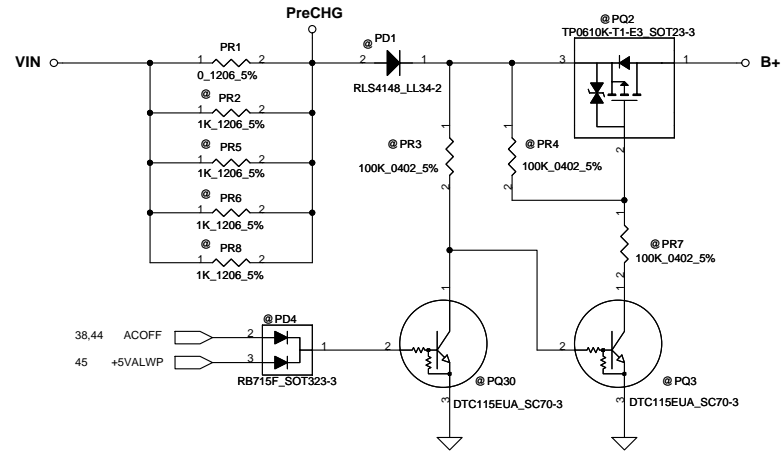 PreCHG
@ PQ2
TP0610K-T1-E3_SOT23-3
VIN
1 PR1 2
0_1206_5%
@ PD1
2 1
RLS4148_LL34-2
3 1
B+
@ PR2
1 2
1K_1206_5%
@ PR5
1 2
1K_1206_5%
@ PR6
1 2
1K_1206_5%
@ PR8
1 2
1K_1206_5%
1
@ PR3
100K_0402_5%
2
1
@ PR4
100K_0402_5%
2
2
1
@ PR7
100K_0402_5%
2
@ PD4
38,44 ACOFF 2
45 +5VALWP 3
1
RB715F_SOT323-3
1
2
@ PQ30
3
DTC115EUA_SC70-3
1
2
@ PQ3
3
DTC115EUA_SC70-3